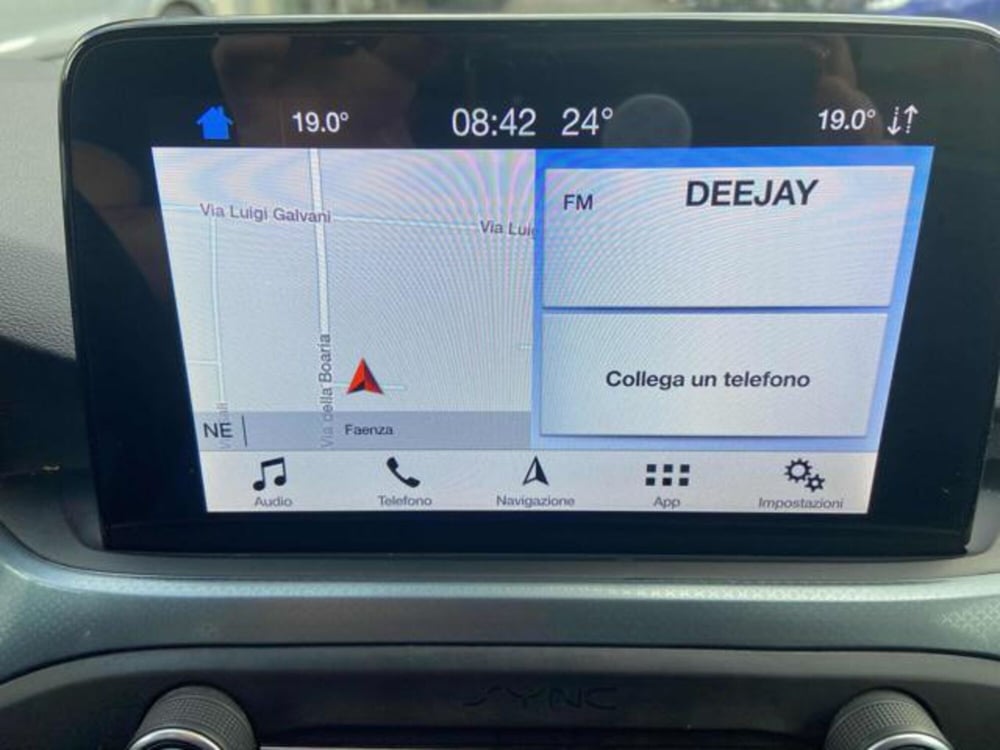 19.0° 08:42 24° 19.0°
Via Luigi Galvani
Via Luig
FM DEEJAY
Via della Boaria
Collega un telefono
NE Faenza
Audio Telefono Navigazione App Impostazioni
SYNC